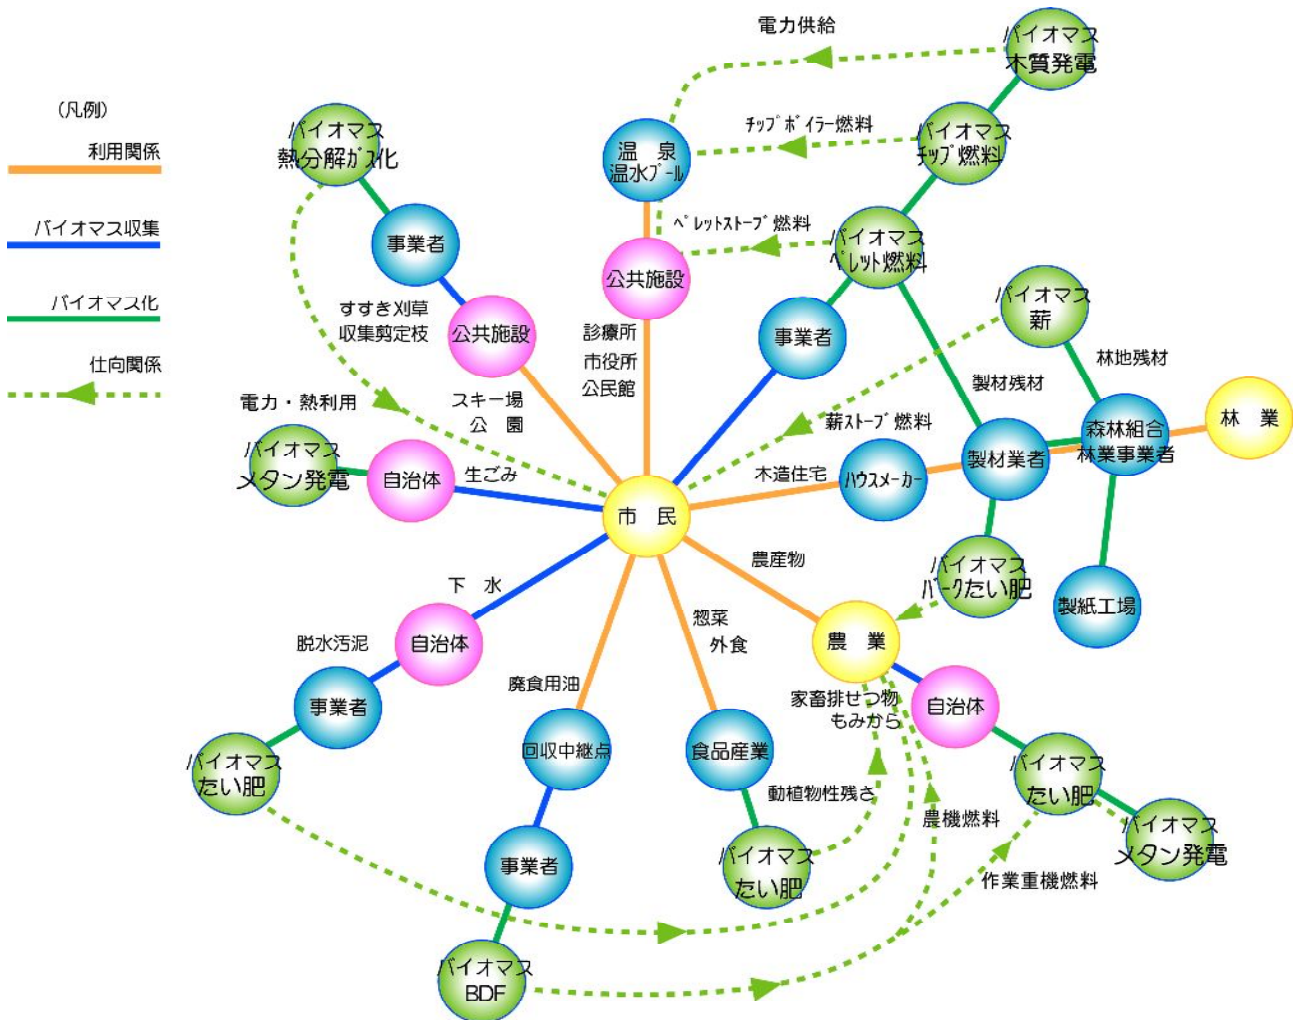 電力供給
バイオマス
木質発電
(凡例)
利用関係
バイオマス収集
バイオマス化
仕向関係
バイオマス
熱分解ガス化
事業者
すすき刈草
収集剪定枝
公共施設
スキー場
公　園
温　泉
温水プール
チップボイラー燃料
バイオマス
チップ燃料
ペレットストーブ燃料
公共施設
診療所
市役所
公民館
バイオマス
ペレット燃料
事業者
バイオマス
薪
林地残材
製材残材
薪ストーブ燃料
林　業
森林組合
林業事業者
製材業者
ハウスメーカー
木造住宅
電力・熱利用
バイオマス
メタン発電
自治体
生ごみ
市　民
バイオマス
バークたい肥
製紙工場
農産物
農　業
下　水
自治体
脱水汚泥
事業者
バイオマス
たい肥
廃食用油
回収中継点
事業者
バイオマス
BDF
惣菜
外食
食品産業
動植物性残さ
バイオマス
たい肥
家畜排せつ物
もみから
自治体
バイオマス
たい肥
バイオマス
メタン発電
農機燃料
作業重機燃料